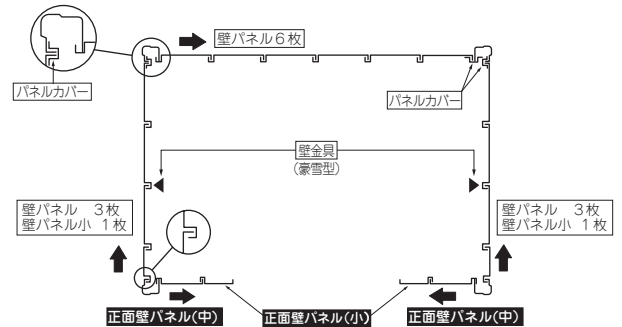 壁パネル6枚
パネルカバー
パネルカバー
壁金具
(豪雪型)
壁パネル 3枚
壁パネル小 1枚
壁パネル 3枚
壁パネル小 1枚
正面壁パネル(中)
正面壁パネル(小)
正面壁パネル(中)